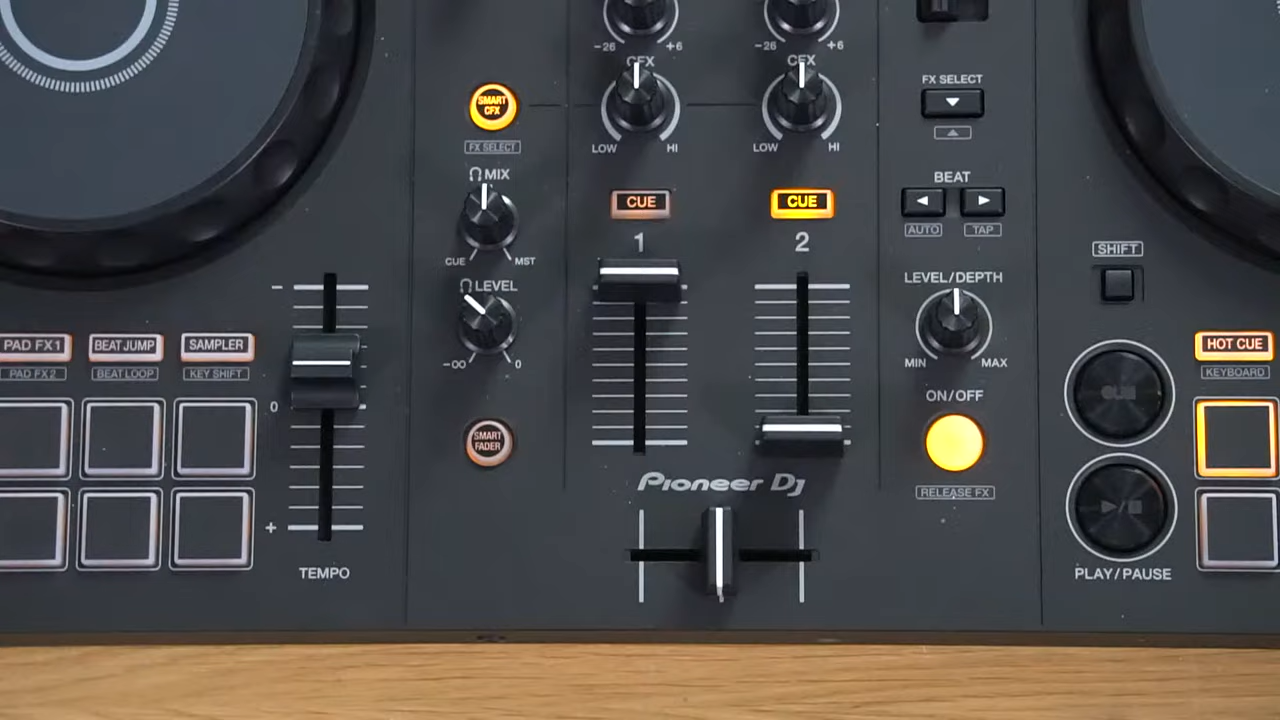 -26 +6
-26 +6
CFX
CFX
LOW HI
LOW HI
SMART
CFX
FX SELECT
MIX
CUE MST
LEVEL
-∞ 0
SMART
FADER
CUE
1
CUE
2
Pioneer Dj
FX SELECT
BEAT
AUTO
TAP
LEVEL/DEPTH
MIN MAX
ON/OFF
RELEASE FX
SHIFT
CUE
PLAY/PAUSE
HOT CUE
KEYBOARD
PAD FX1
BEAT JUMP
SAMPLER
PAD FX2
BEAT LOOP
KEY SHIFT
−
0
+
TEMPO